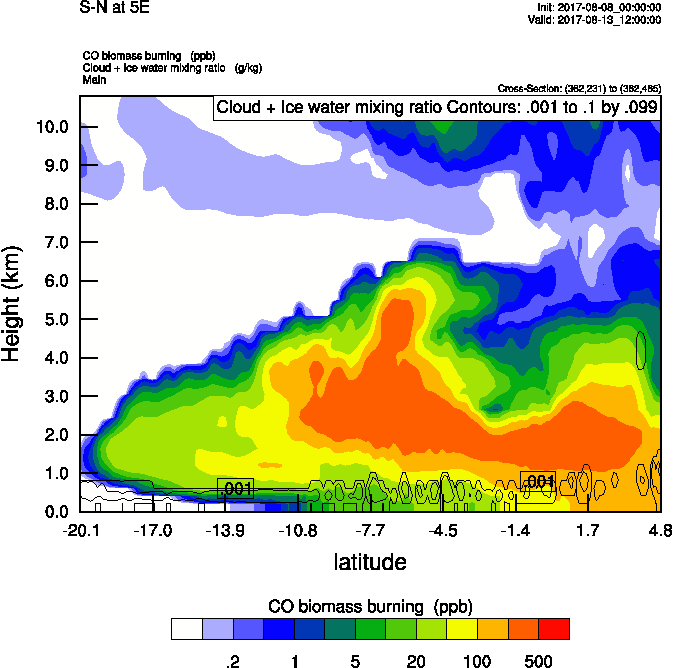 S-N at 5E
Init: 2017-08-08_00:00:00
Valid: 2017-08-13_12:00:00
CO biomass burning (ppb)
Cloud + Ice water mixing ratio (g/kg)
Main
Cross-Section: (362,231) to (362,485)
Cloud + Ice water mixing ratio Contours: .001 to .1 by .099
10.0
9.0
8.0
7.0
6.0
5.0
4.0
3.0
2.0
1.0
0.0
Height (km)
.001
.001
-20.1 -17.0 -13.9 -10.8 -7.7 -4.5 -1.4 1.7 4.8
latitude
CO biomass burning (ppb)
.2 1 5 20 100 500